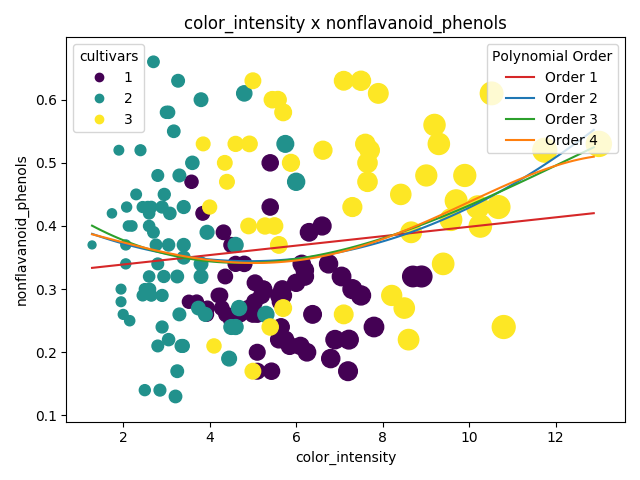 color_intensity x nonflavanoid_phenols
cultivars
1
2
3
Polynomial Order
Order 1
Order 2
Order 3
Order 4
nonflavanoid_phenols
0.6
0.5
0.4
0.3
0.2
0.1
2 4 6 8 10 12
color_intensity